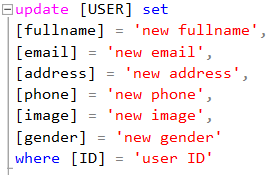 update [USER] set
[fullname] = 'new fullname',
[email] = 'new email',
[address] = 'new address',
[phone] = 'new phone',
[image] = 'new image',
[gender] = 'new gender'
where [ID] = 'user ID'